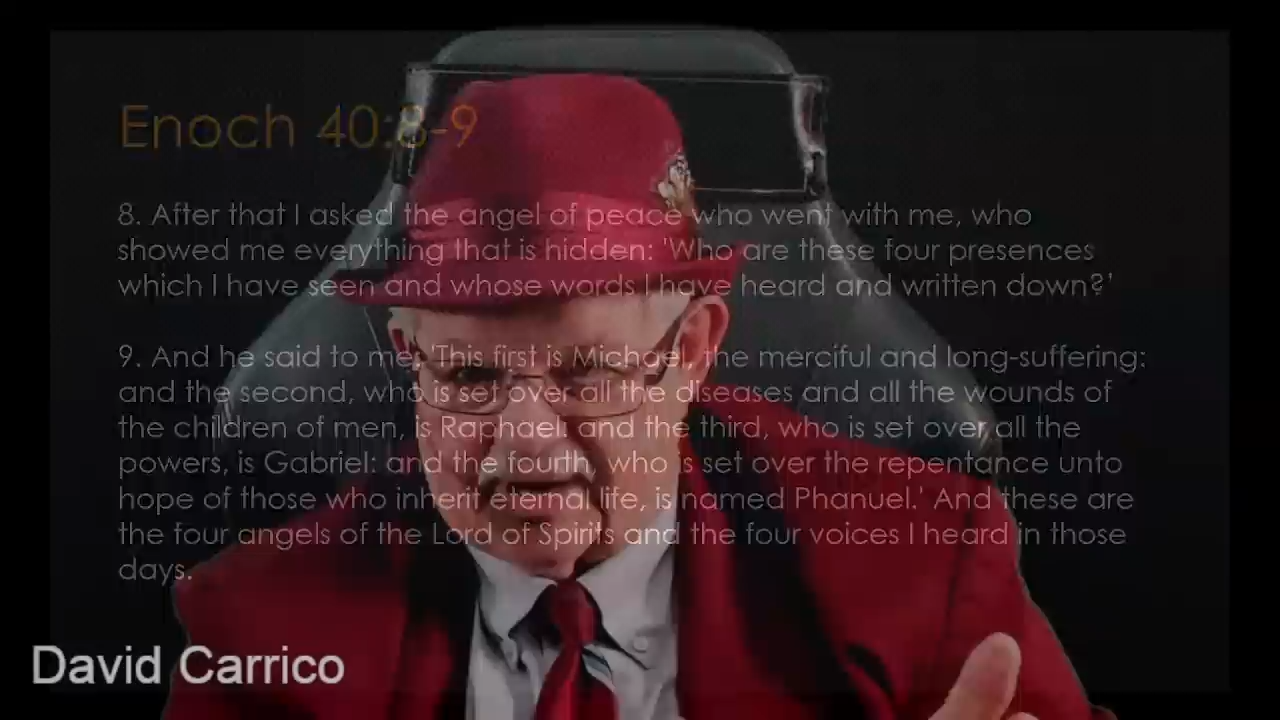 Enoch 40:8-9
8. After that I asked the angel of peace who went with me, who
showed me everything that is hidden: 'Who are these four presences
which I have seen and whose words I have heard and written down?'
9. And he said to me: 'This first is Michael, the merciful and long-suffering:
and the second, who is set over all the diseases and all the wounds of
the children of men, is Raphael: and the third, who is set over all the
powers, is Gabriel: and the fourth, who is set over the repentance unto
hope of those who inherit eternal life, is named Phanuel.' And these are
the four angels of the Lord of Spirits and the four voices I heard in those
days.
David Carrico